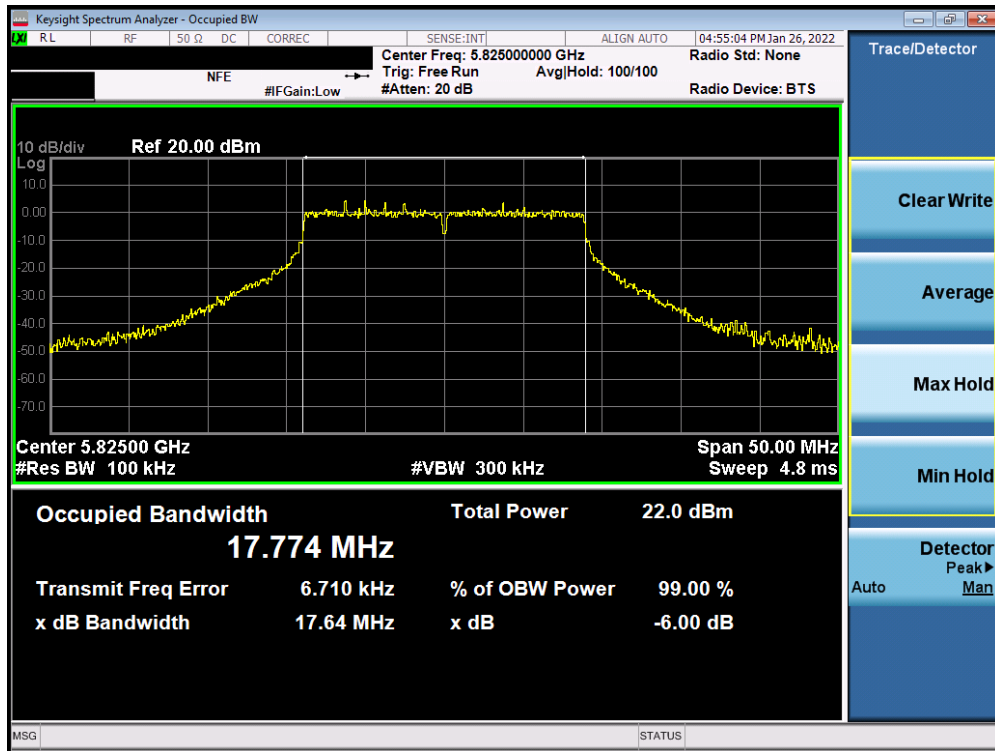 Keysight Spectrum Analyzer - Occupied BW
LXI RL RF 50 Ω DC CORREC SENSE:INT ALIGN AUTO 04:55:04 PM Jan 26, 2022
Center Freq: 5.825000000 GHz Radio Std: None
NFE Trig: Free Run Avg|Hold: 100/100
#IFGain:Low #Atten: 20 dB Radio Device: BTS
10 dB/div Ref 20.00 dBm
Log
10.0
0.00
-10.0
-20.0
-30.0
-40.0
-50.0
-60.0
-70.0
Center 5.82500 GHz Span 50.00 MHz
#Res BW 100 kHz #VBW 300 kHz Sweep 4.8 ms
Occupied Bandwidth Total Power 22.0 dBm
17.774 MHz
Transmit Freq Error 6.710 kHz % of OBW Power 99.00 %
x dB Bandwidth 17.64 MHz x dB -6.00 dB
MSG STATUS
Trace/Detector
Clear Write
Average
Max Hold
Min Hold
Detector
Peak▶
Auto Man